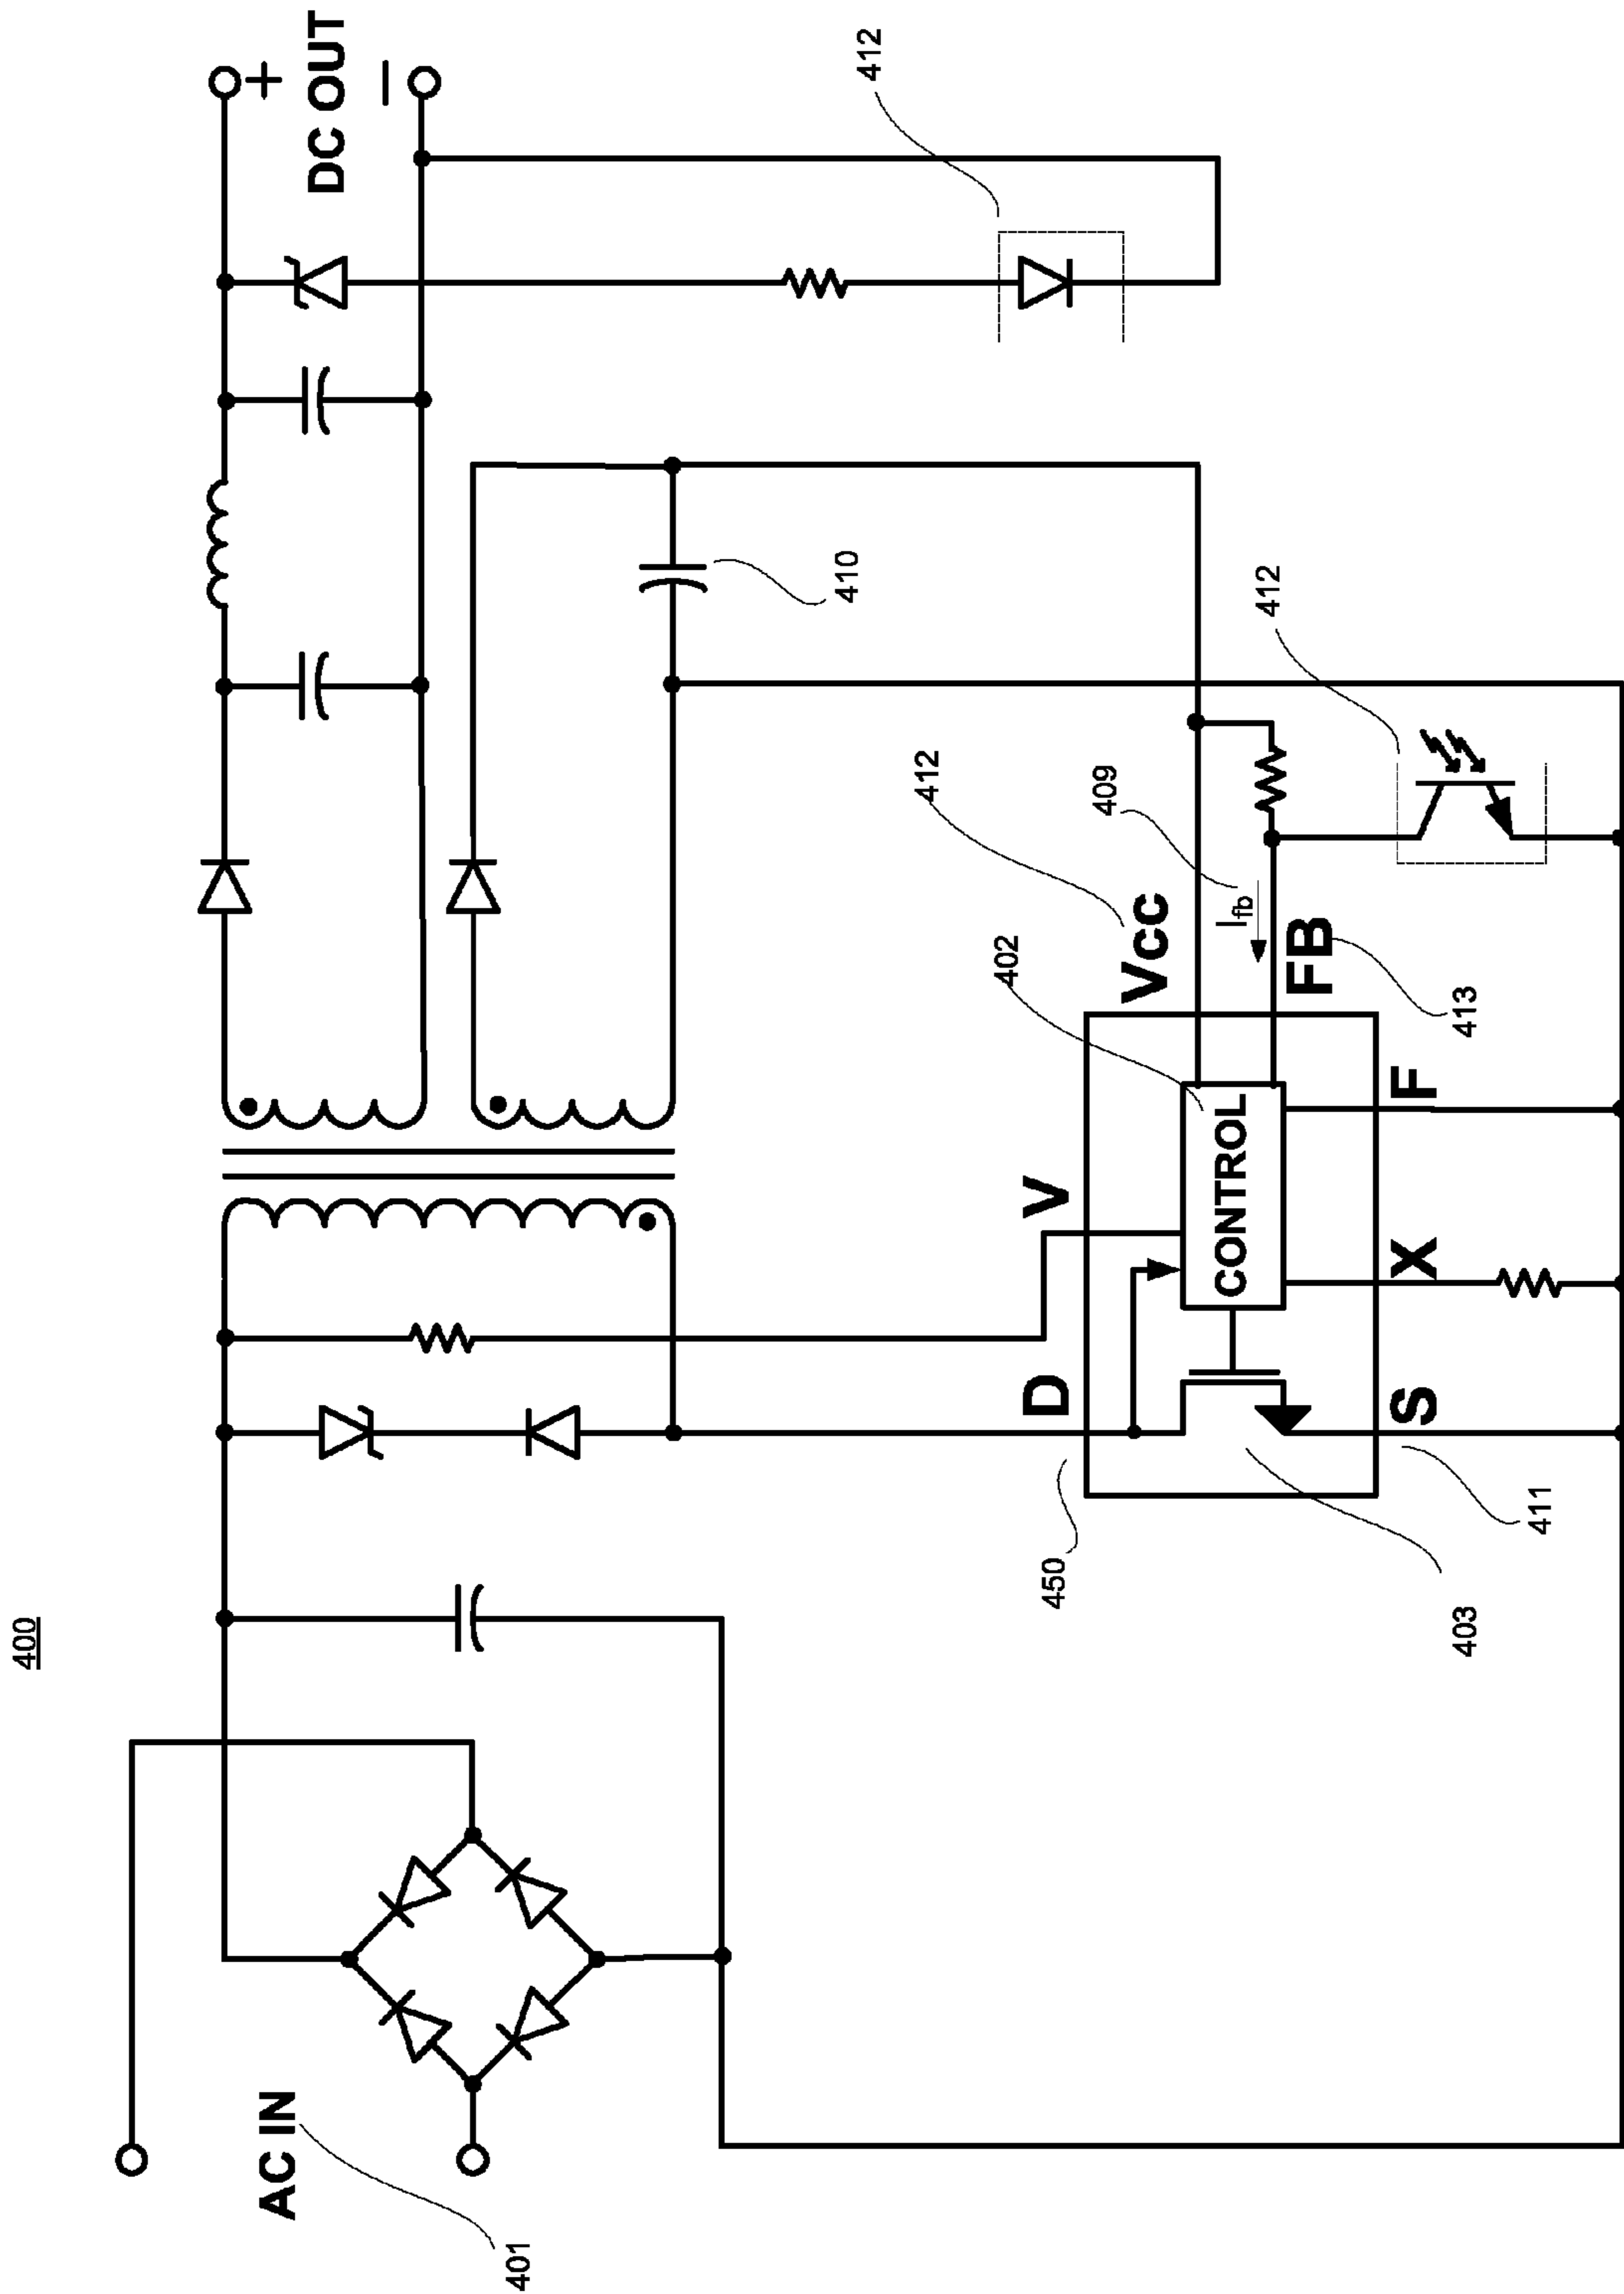 400
AC IN
401
DC OUT
+
–
412
410
412
412
409
Vcc
Ifb
402
FB
413
V
D
CONTROL
F
X
S
450
403
411